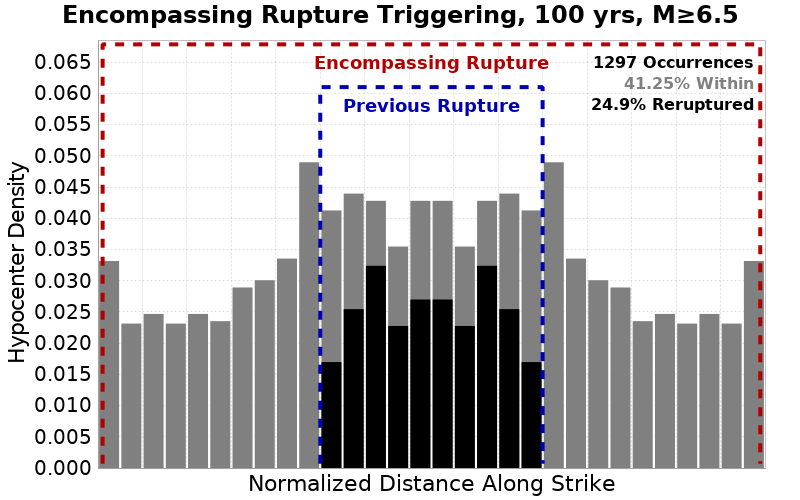 Encompassing Rupture Triggering, 100 yrs, M≥6.5
Encompassing Rupture
Previous Rupture
1297 Occurrences
41.25% Within
24.9% Reruptured
Hypocenter Density
0.065
0.060
0.055
0.050
0.045
0.040
0.035
0.030
0.025
0.020
0.015
0.010
0.005
0.000
Normalized Distance Along Strike